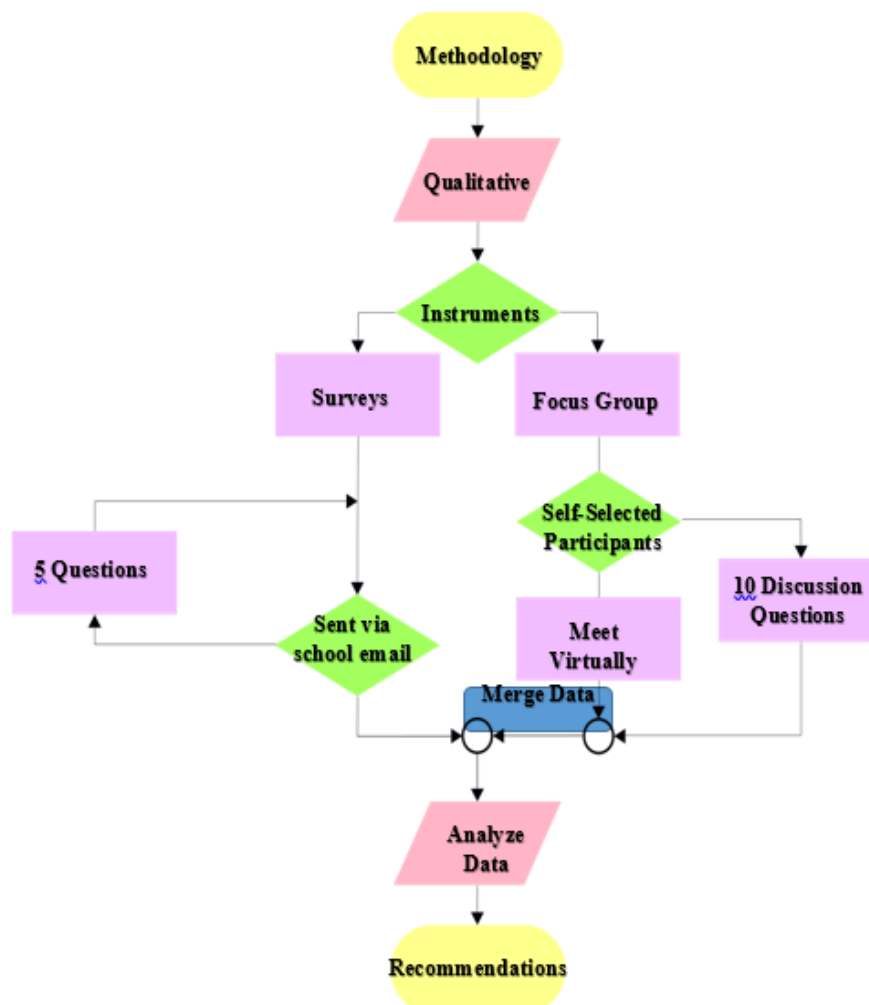 Methodology
Qualitative
Instruments
Surveys
Focus Group
Self-Selected
Participants
5 Questions
10 Discussion
Questions
Sent via
school email
Meet
Virtually
Merge Data
Analyze
Data
Recommendations